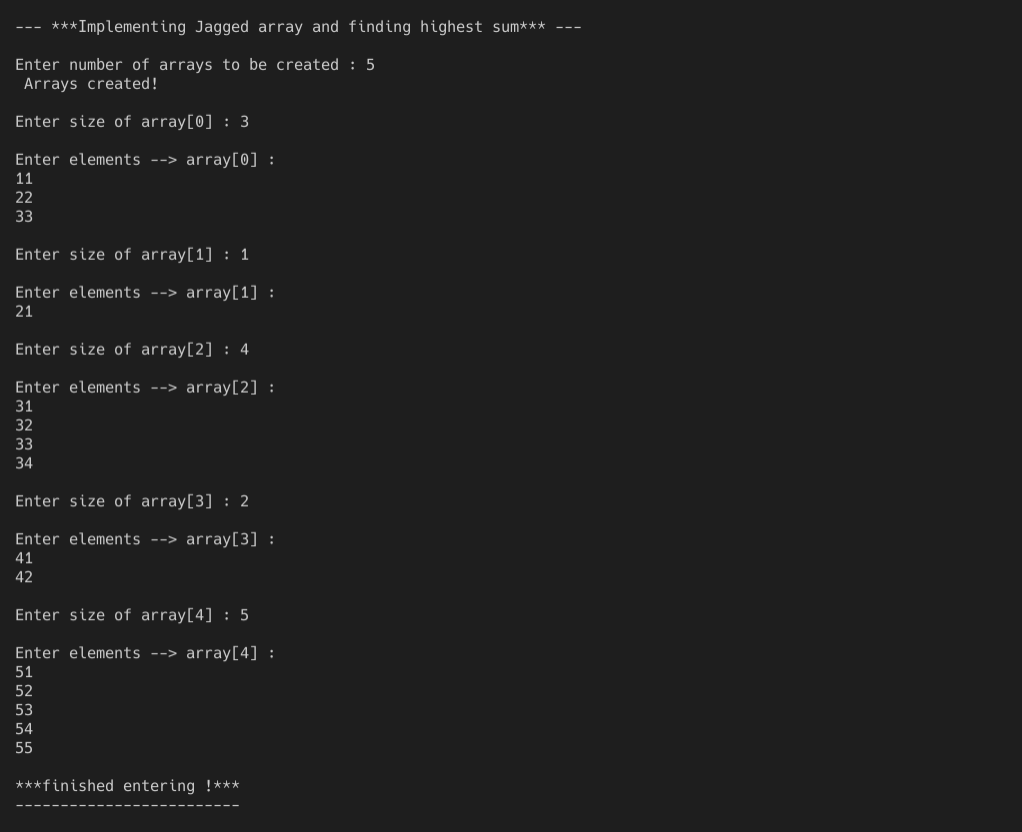 --- ***Implementing Jagged array and finding highest sum*** ---
Enter number of arrays to be created : 5
Arrays created!
Enter size of array[0] : 3
Enter elements --> array[0] :
11
22
33
Enter size of array[1] : 1
Enter elements --> array[1] :
21
Enter size of array[2] : 4
Enter elements --> array[2] :
31
32
33
34
Enter size of array[3] : 2
Enter elements --> array[3] :
41
42
Enter size of array[4] : 5
Enter elements --> array[4] :
51
52
53
54
55
***finished entering !***
-------------------------